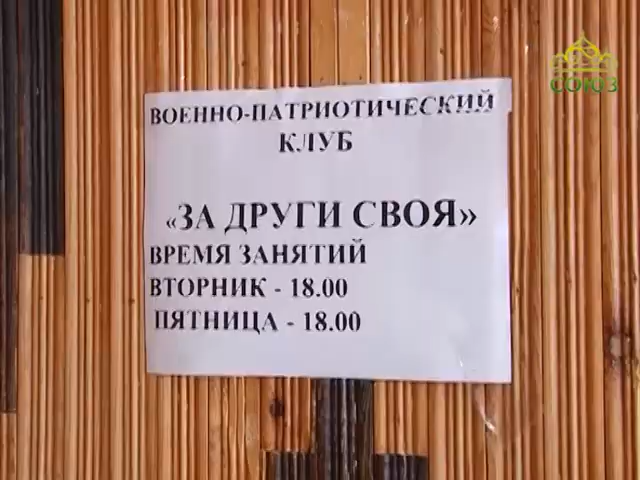 СОЮЗ
ВОЕННО-ПАТРИОТИЧЕСКИЙ
КЛУБ
«ЗА ДРУГИ СВОЯ»
ВРЕМЯ ЗАНЯТИЙ
ВТОРНИК - 18.00
ПЯТНИЦА - 18.00